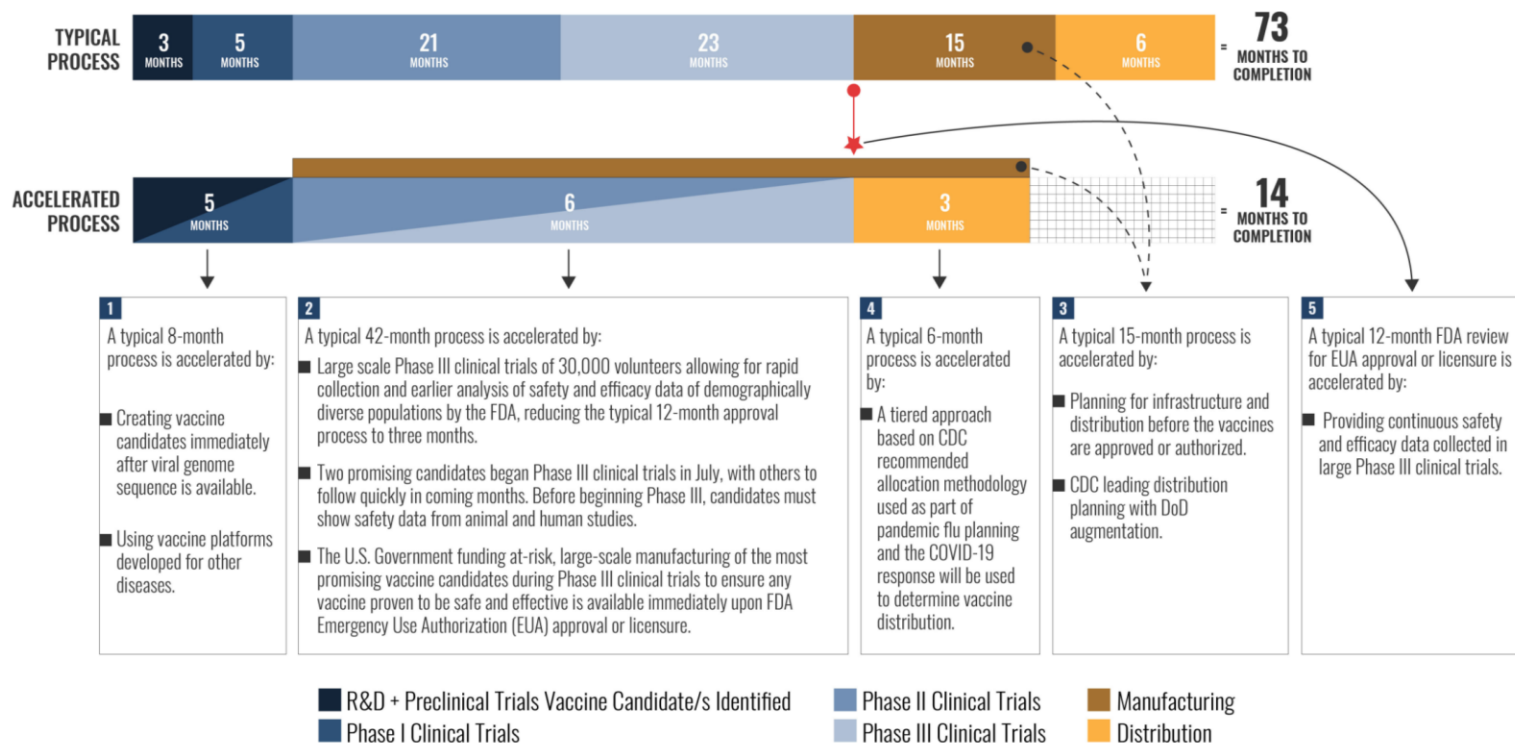 TYPICAL
PROCESS
3
MONTHS
5
MONTHS
21
MONTHS
23
MONTHS
15
MONTHS
6
MONTHS
=
73
MONTHS TO
COMPLETION
ACCELERATED
PROCESS
5
MONTHS
6
MONTHS
3
MONTHS
=
14
MONTHS TO
COMPLETION
1
A typical 8-month
process is accelerated by:
■ Creating vaccine
candidates immediately
after viral genome
sequence is available.
■ Using vaccine platforms
developed for other
diseases.
2
A typical 42-month process is accelerated by:
■ Large scale Phase III clinical trials of 30,000 volunteers allowing for rapid
collection and earlier analysis of safety and efficacy data of demographically
diverse populations by the FDA, reducing the typical 12-month approval
process to three months.
■ Two promising candidates began Phase III clinical trials in July, with others to
follow quickly in coming months. Before beginning Phase III, candidates must
show safety data from animal and human studies.
■ The U.S. Government funding at-risk, large-scale manufacturing of the most
promising vaccine candidates during Phase III clinical trials to ensure any
vaccine proven to be safe and effective is available immediately upon FDA
Emergency Use Authorization (EUA) approval or licensure.
4
A typical 6-month
process is accelerated
by:
■ A tiered approach
based on CDC
recommended
allocation methodology
used as part of
pandemic flu planning
and the COVID-19
response will be used
to determine vaccine
distribution.
3
A typical 15-month process is
accelerated by:
■ Planning for infrastructure and
distribution before the vaccines
are approved or authorized.
■ CDC leading distribution
planning with DoD
augmentation.
5
A typical 12-month FDA review
for EUA approval or licensure is
accelerated by:
■ Providing continuous safety
and efficacy data collected in
large Phase III clinical trials.
R&D + Preclinical Trials Vaccine Candidate/s Identified
Phase I Clinical Trials
Phase II Clinical Trials
Phase III Clinical Trials
Manufacturing
Distribution